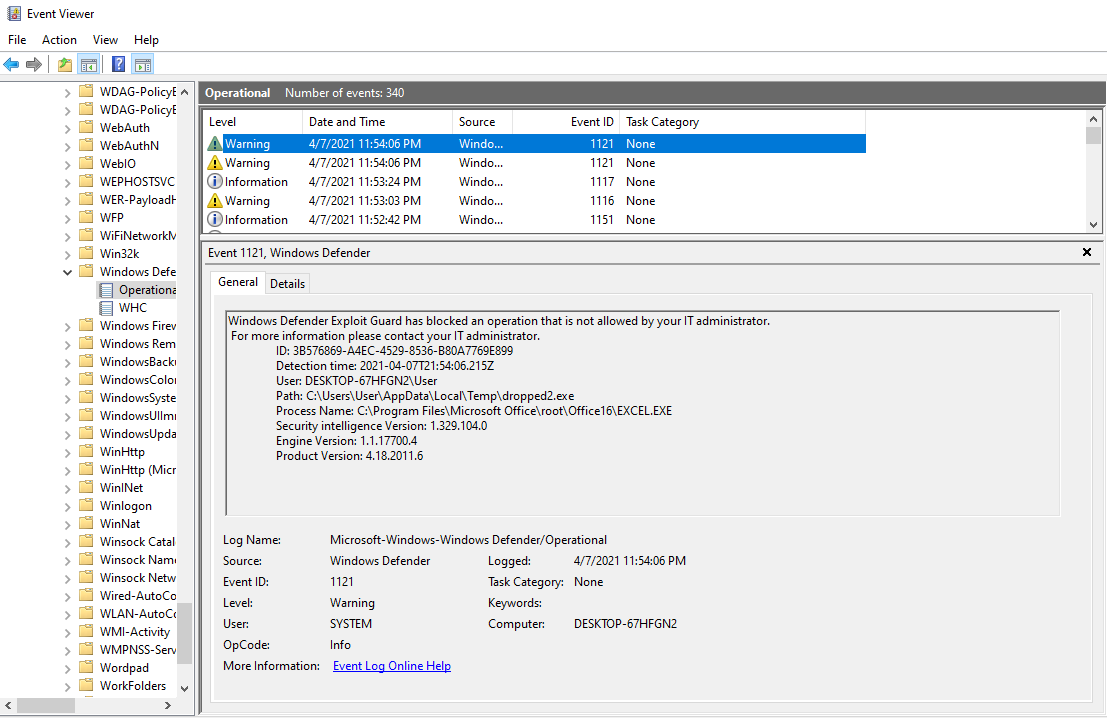 Event Viewer
File Action View Help
WDAG-PolicyE
WDAG-PolicyE
WebAuth
WebAuthN
WebIO
WEPHOSTSVC
WER-PayloadH
WFP
WiFiNetworkM
Win32k
Windows Defe
Operationa
WHC
Windows Firew
Windows Rem
WindowsBacku
WindowsColor
WindowsSyste
WindowsUIImr
WindowsUpda
WinHttp
WinHttp (Micr
WinINet
Winlogon
WinNat
Winsock Catal
Winsock Name
Winsock Netw
Wired-AutoCo
WLAN-AutoCo
WMI-Activity
WMPNSS-Serv
Wordpad
WorkFolders
Operational Number of events: 340
Level Date and Time Source Event ID Task Category
Warning 4/7/2021 11:54:06 PM Windo... 1121 None
Warning 4/7/2021 11:54:06 PM Windo... 1121 None
Information 4/7/2021 11:53:24 PM Windo... 1117 None
Warning 4/7/2021 11:53:03 PM Windo... 1116 None
Information 4/7/2021 11:52:42 PM Windo... 1151 None
Event 1121, Windows Defender
General Details
Windows Defender Exploit Guard has blocked an operation that is not allowed by your IT administrator.
For more information please contact your IT administrator.
ID: 3B576869-A4EC-4529-8536-B80A7769E899
Detection time: 2021-04-07T21:54:06.215Z
User: DESKTOP-67HFGN2\User
Path: C:\Users\User\AppData\Local\Temp\dropped2.exe
Process Name: C:\Program Files\Microsoft Office\root\Office16\EXCEL.EXE
Security intelligence Version: 1.329.104.0
Engine Version: 1.1.17700.4
Product Version: 4.18.2011.6
Log Name: Microsoft-Windows-Windows Defender/Operational
Source: Windows Defender Logged: 4/7/2021 11:54:06 PM
Event ID: 1121 Task Category: None
Level: Warning Keywords:
User: SYSTEM Computer: DESKTOP-67HFGN2
OpCode: Info
More Information: Event Log Online Help